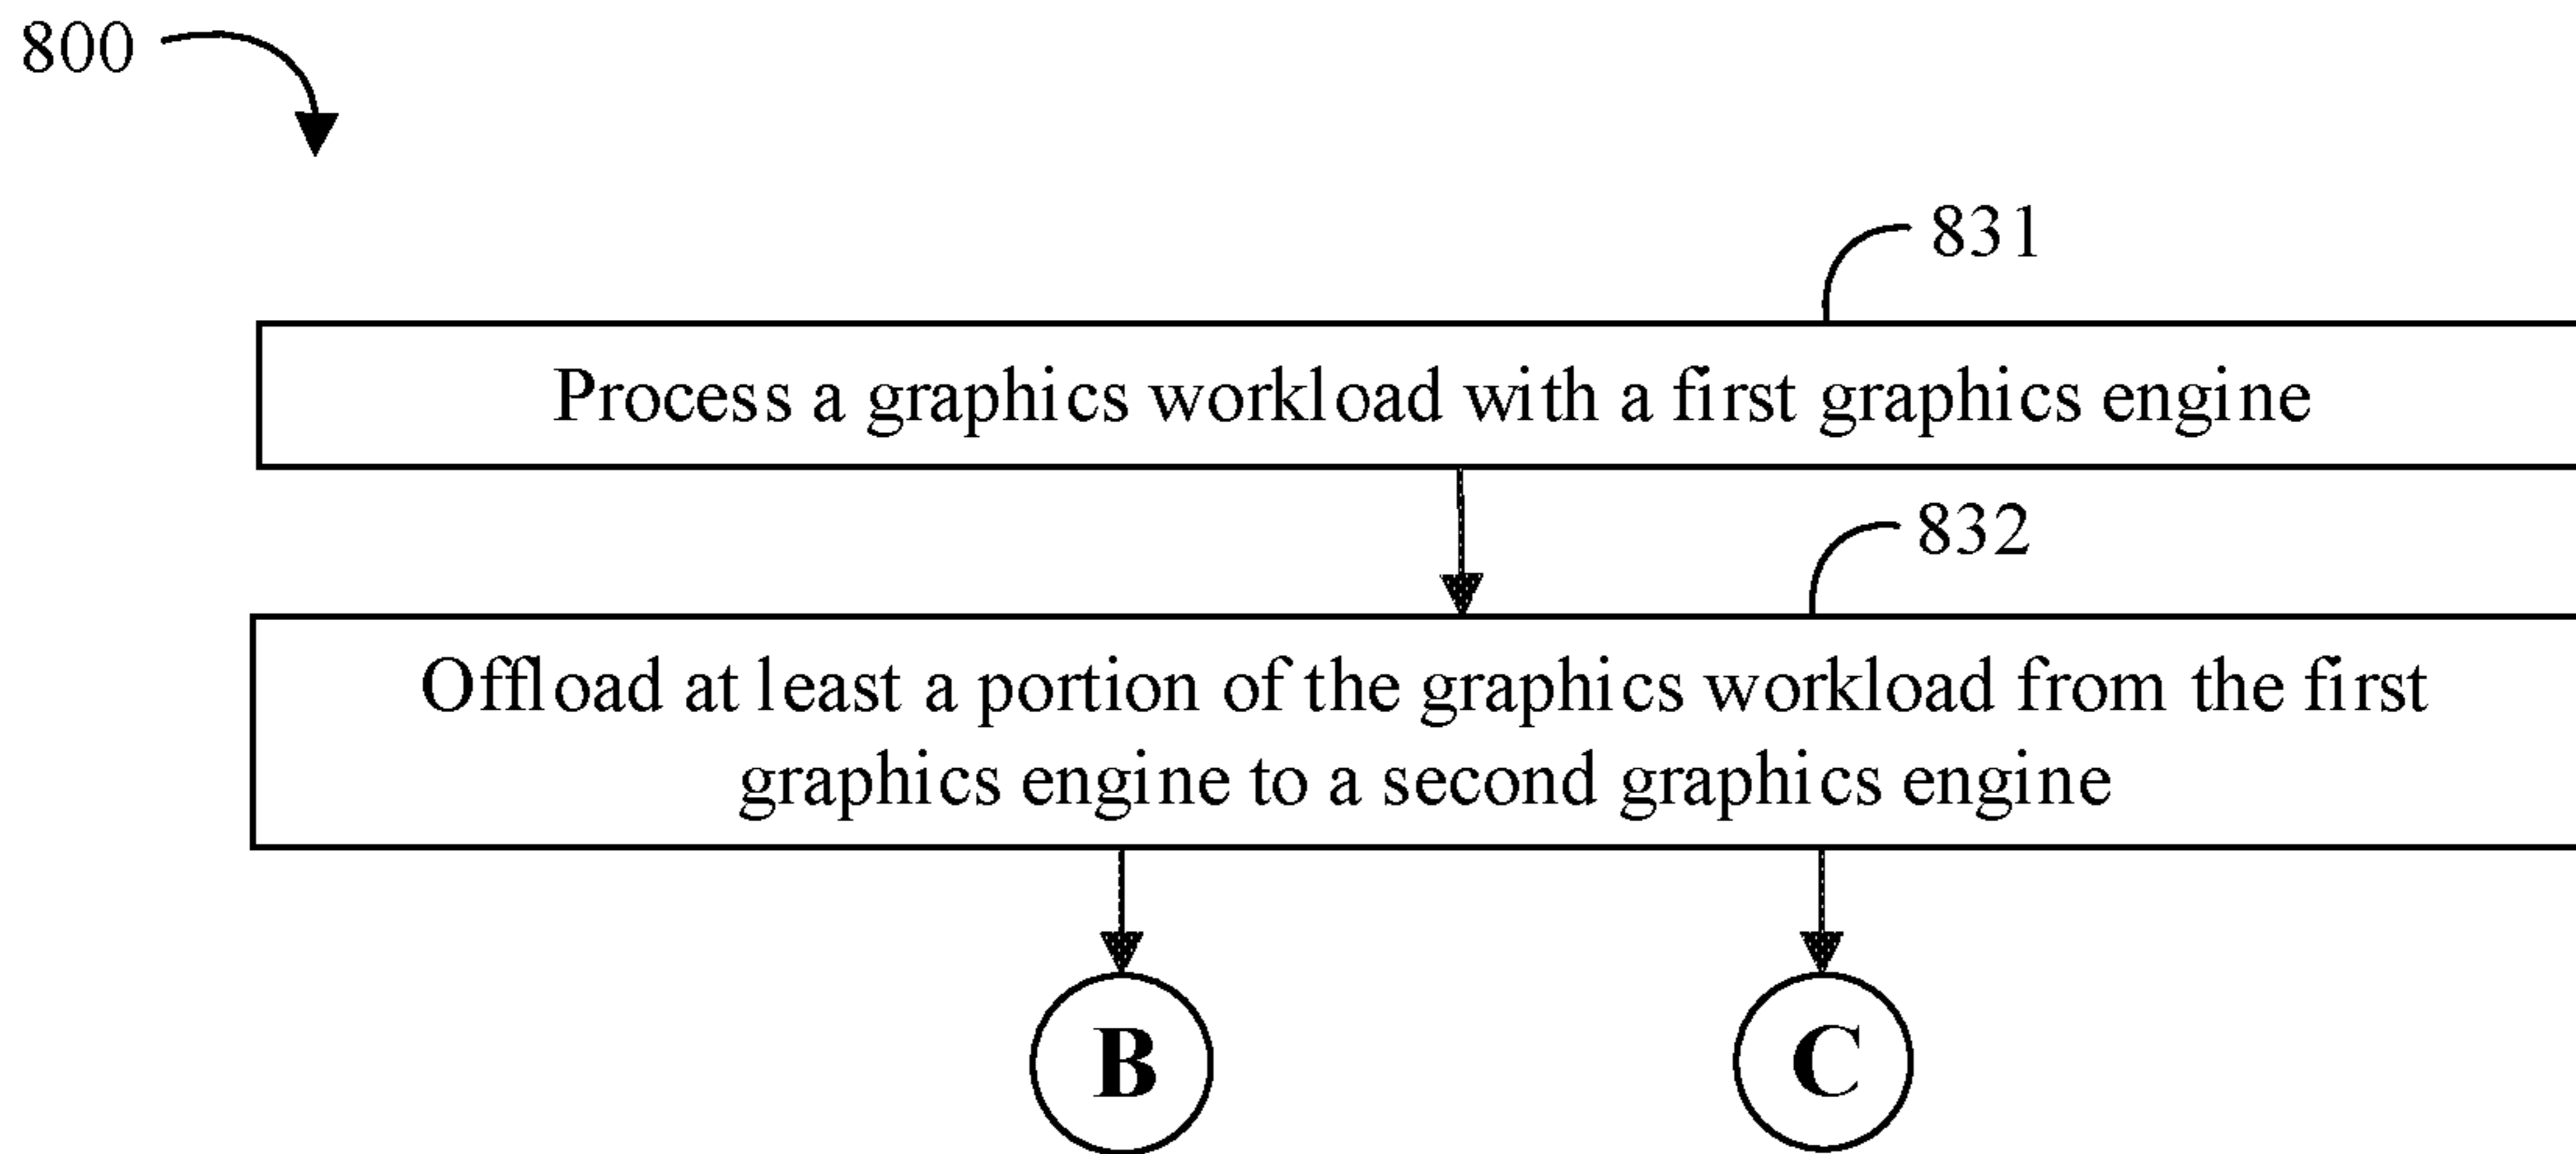 800
831
Process a graphics workload with a first graphics engine
832
Offload at least a portion of the graphics workload from the first
graphics engine to a second graphics engine
B
C